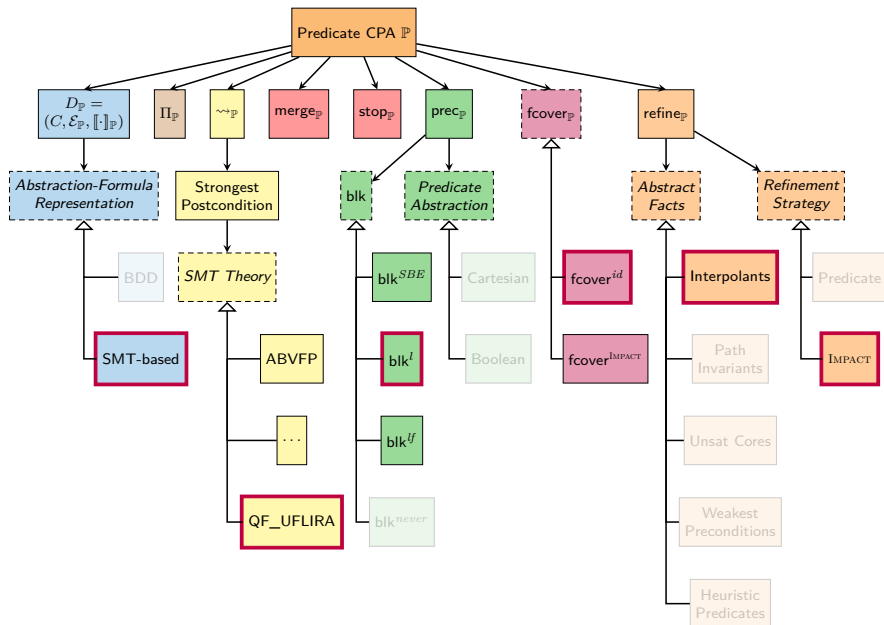 Predicate CPA ℙ
D_ℙ =
(C, ℰ_ℙ, ⟦·⟧_ℙ)
Π_ℙ
⇝_ℙ
merge_ℙ
stop_ℙ
prec_ℙ
fcover_ℙ
refine_ℙ
Abstraction-Formula
Representation
Strongest
Postcondition
blk
Predicate
Abstraction
Abstract
Facts
Refinement
Strategy
BDD
SMT Theory
blk^SBE
Cartesian
fcover^id
Interpolants
Predicate
SMT-based
ABVFP
blk^l
Boolean
fcover^IMPACT
Path
Invariants
IMPACT
...
blk^lf
Unsat Cores
QF_UFLIRA
blk^never
Weakest
Preconditions
Heuristic
Predicates